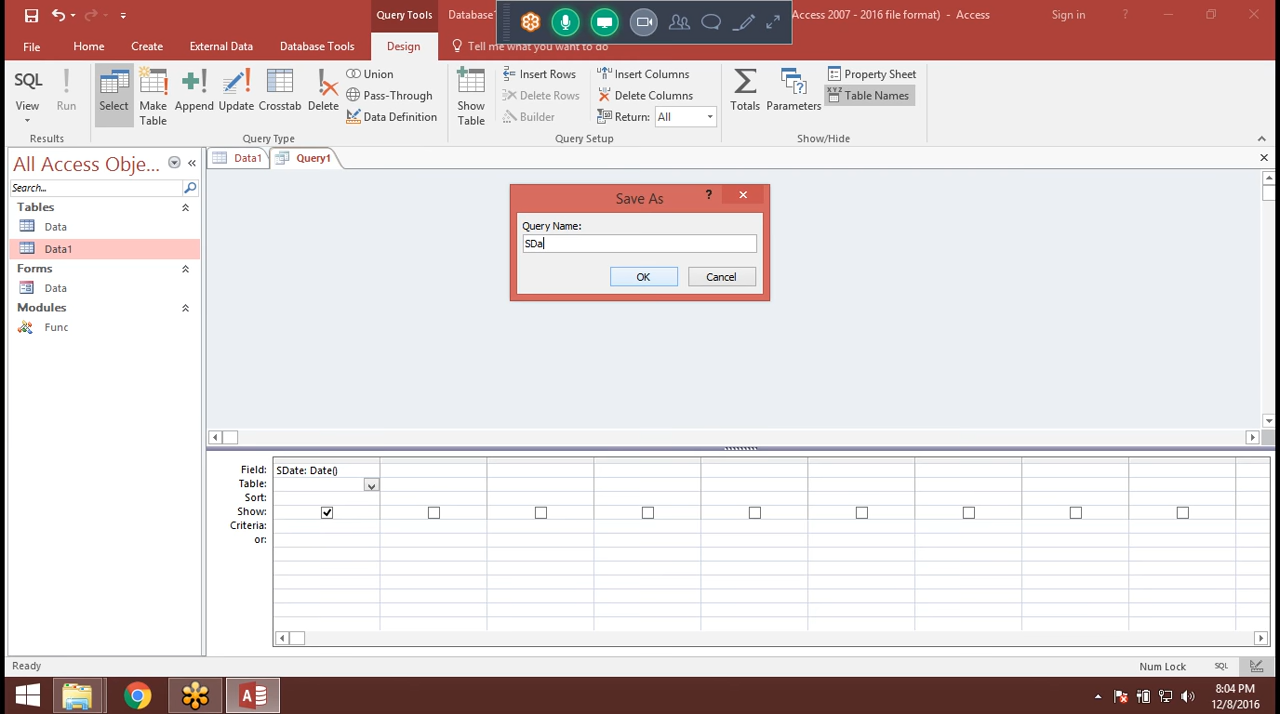 Query Tools
Database
Access 2007 - 2016 file format) - Access
Sign in
?
File
Home
Create
External Data
Database Tools
Design
Tell me what you want to do
SQL
View
Run
Select
Make Table
Append
Update
Crosstab
Delete
Union
Pass-Through
Data Definition
Show Table
Insert Rows
Delete Rows
Builder
Insert Columns
Delete Columns
Return: All
Totals
Parameters
Property Sheet
XYZ Table Names
Results
Query Type
Query Setup
Show/Hide
All Access Obje...
Search...
Tables
Data
Data1
Forms
Data
Modules
Func
Data1
Query1
Save As
?
Query Name:
SDa
OK
Cancel
Field: SDate: Date()
Table:
Sort:
Show:
Criteria:
or:
Ready
Num Lock
SQL
8:04 PM
12/8/2016